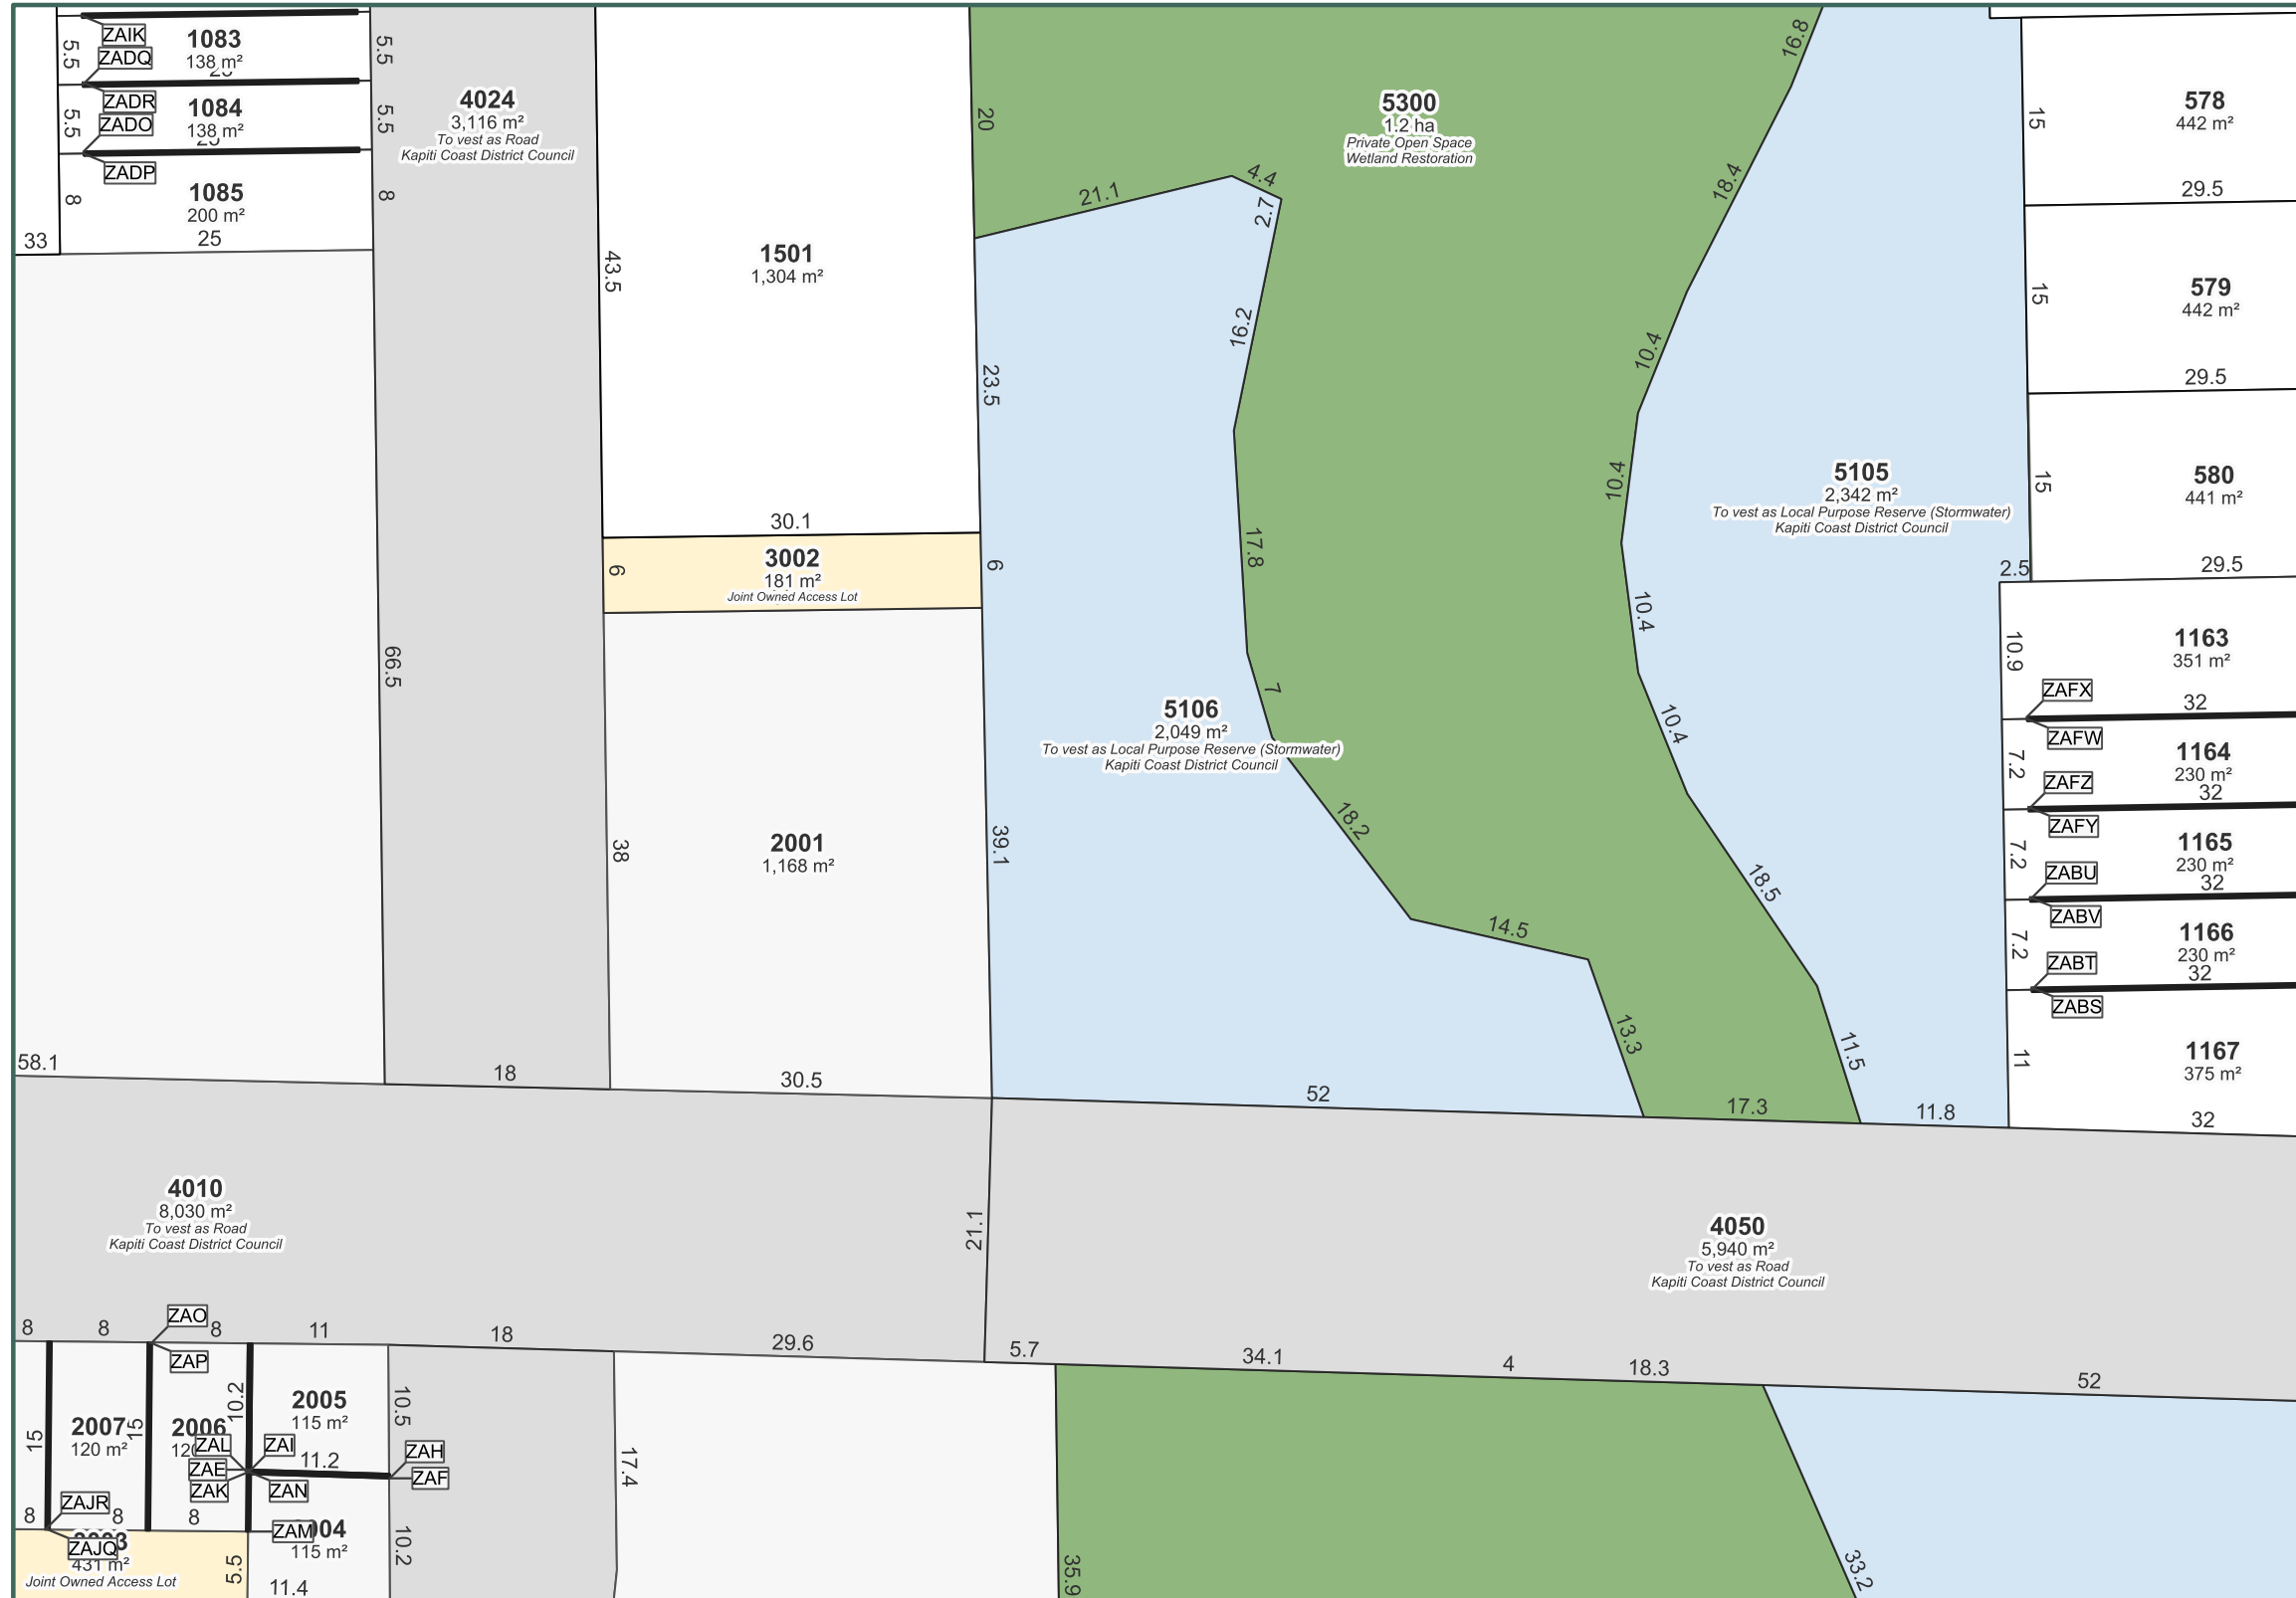 ZAIK
5.5
1083
5.5
ZADQ
138 m²
25
ZADR
1084
5.5
5.5
ZADO
138 m²
25
ZADP
1085
8
8
200 m²
33
25
4024
3,116 m²
To vest as Road
Kapiti Coast District Council
43.5
1501
1,304 m²
20
23.5
30.1
3002
181 m²
Joint Owned Access Lot
6
6
66.5
38
2001
1,168 m²
39.1
58.1
18
30.5
5300
1.2 ha
Private Open Space
Wetland Restoration
16.8
18.4
10.4
10.4
10.4
10.4
18.5
11.5
21.1
4.4
2.7
16.2
17.8
7
18.2
14.5
13.3
5106
2,049 m²
To vest as Local Purpose Reserve (Stormwater)
Kapiti Coast District Council
52
17.3
11.8
5105
2,342 m²
To vest as Local Purpose Reserve (Stormwater)
Kapiti Coast District Council
578
442 m²
15
29.5
579
442 m²
15
29.5
580
441 m²
15
2.5
29.5
1163
351 m²
10.9
32
ZAFX
ZAFW
1164
230 m²
7.2
32
ZAFZ
ZAFY
1165
230 m²
7.2
32
ZABU
ZABV
1166
230 m²
7.2
32
ZABT
ZABS
1167
375 m²
11
32
4010
8,030 m²
To vest as Road
Kapiti Coast District Council
21.1
4050
5,940 m²
To vest as Road
Kapiti Coast District Council
8
8
ZAO
8
11
18
29.6
5.7
34.1
4
18.3
52
ZAP
2007
120 m²
15
15
2006
10.2
2005
115 m²
10.5
ZAL
ZAI
11.2
ZAH
ZAE
ZAF
ZAK
ZAN
ZAJR
8
8
8
ZAM
ZAJQ
431 m²
Joint Owned Access Lot
5.5
115 m²
11.4
10.2
17.4
35.9
33.2